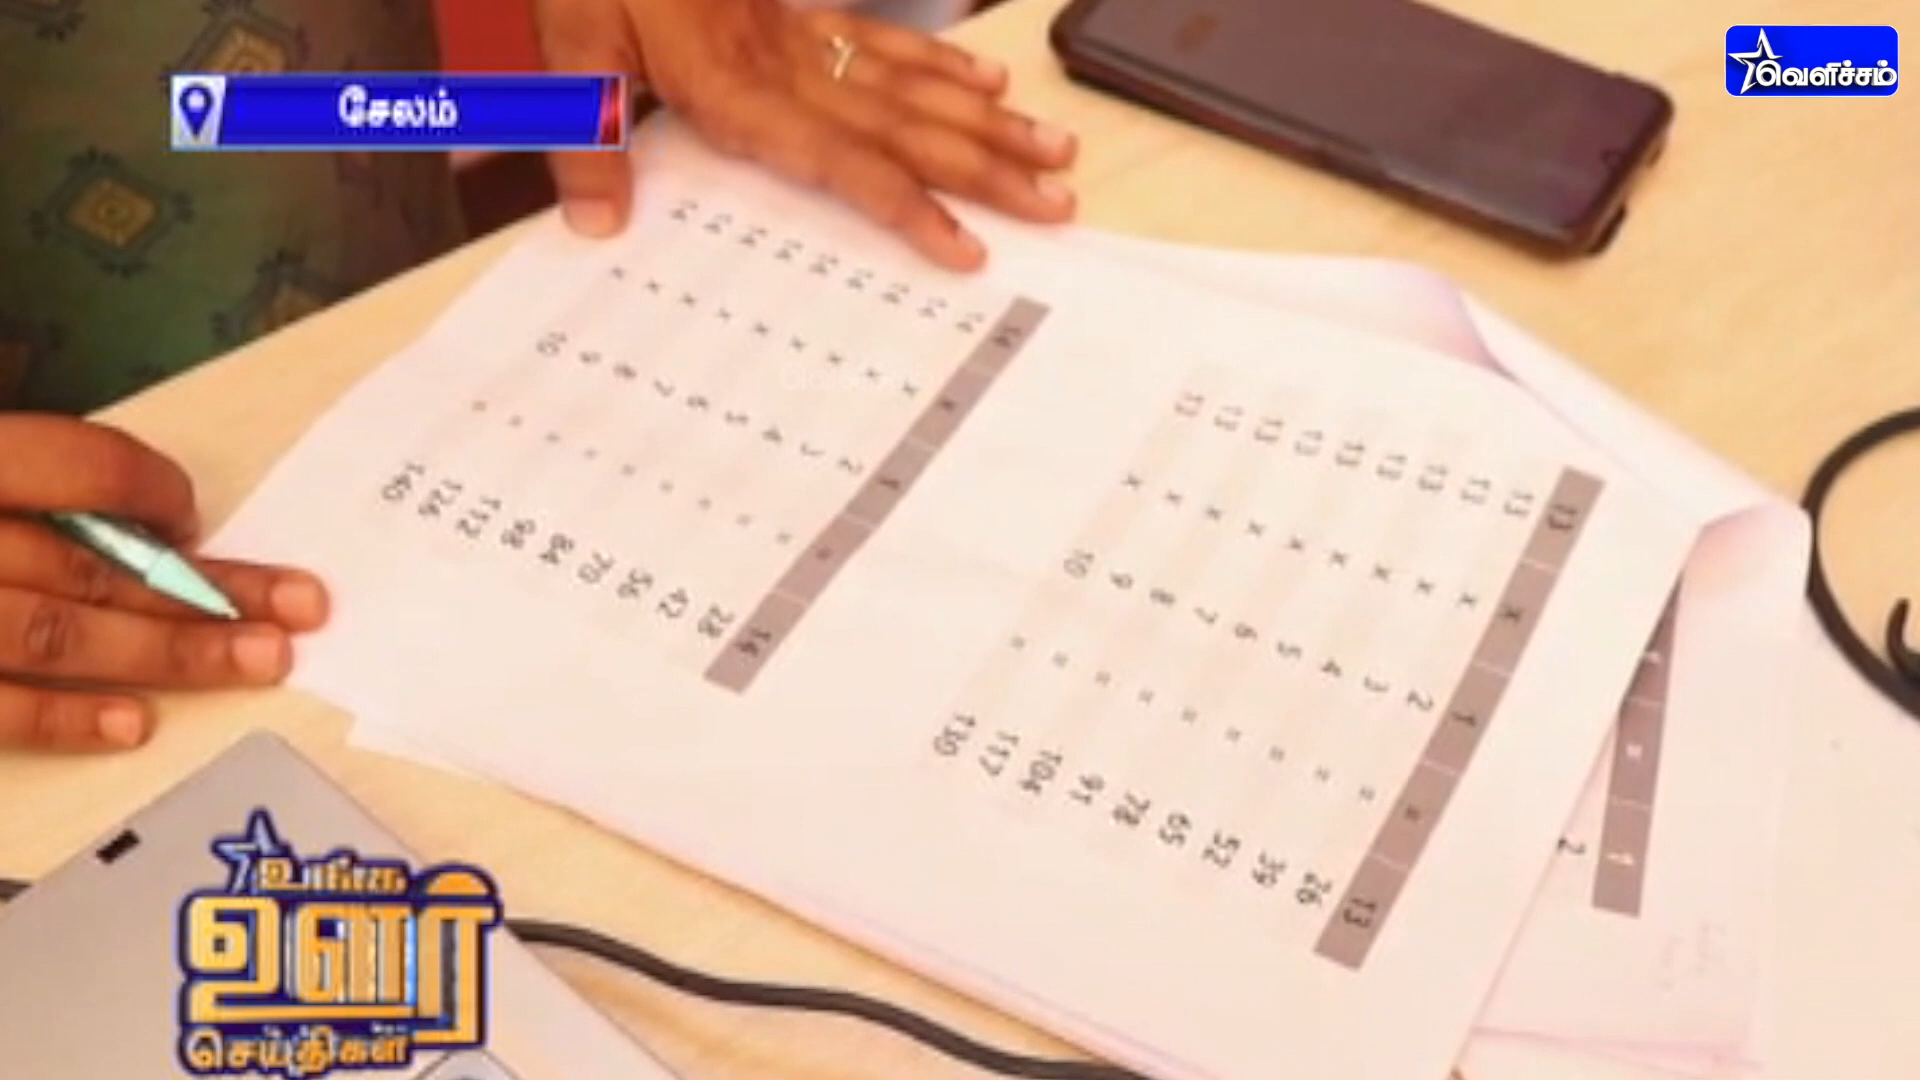 சேலம்
வெளிச்சம்
14 x 1 = 14
14 x 2 = 28
14 x 3 = 42
14 x 4 = 56
14 x 5 = 70
14 x 6 = 84
14 x 7 = 98
14 x 8 = 112
14 x 9 = 126
14 x 10 = 140
13 x 1 = 13
13 x 2 = 26
13 x 3 = 39
13 x 4 = 52
13 x 5 = 65
13 x 6 = 78
13 x 7 = 91
13 x 8 = 104
13 x 9 = 117
13 x 10 = 130
x = 1
2
உங்க
ஊர்
செய்திகள்